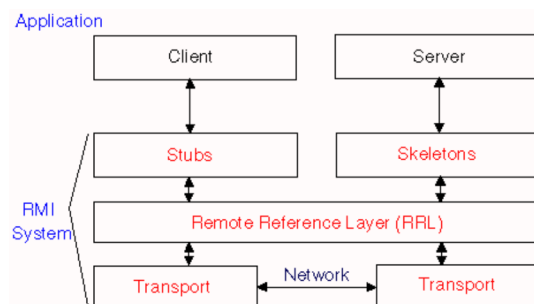 Application
Client
Server
Stubs
Skeletons
RMI
System
Remote Reference Layer (RRL)
Transport
Network
Transport